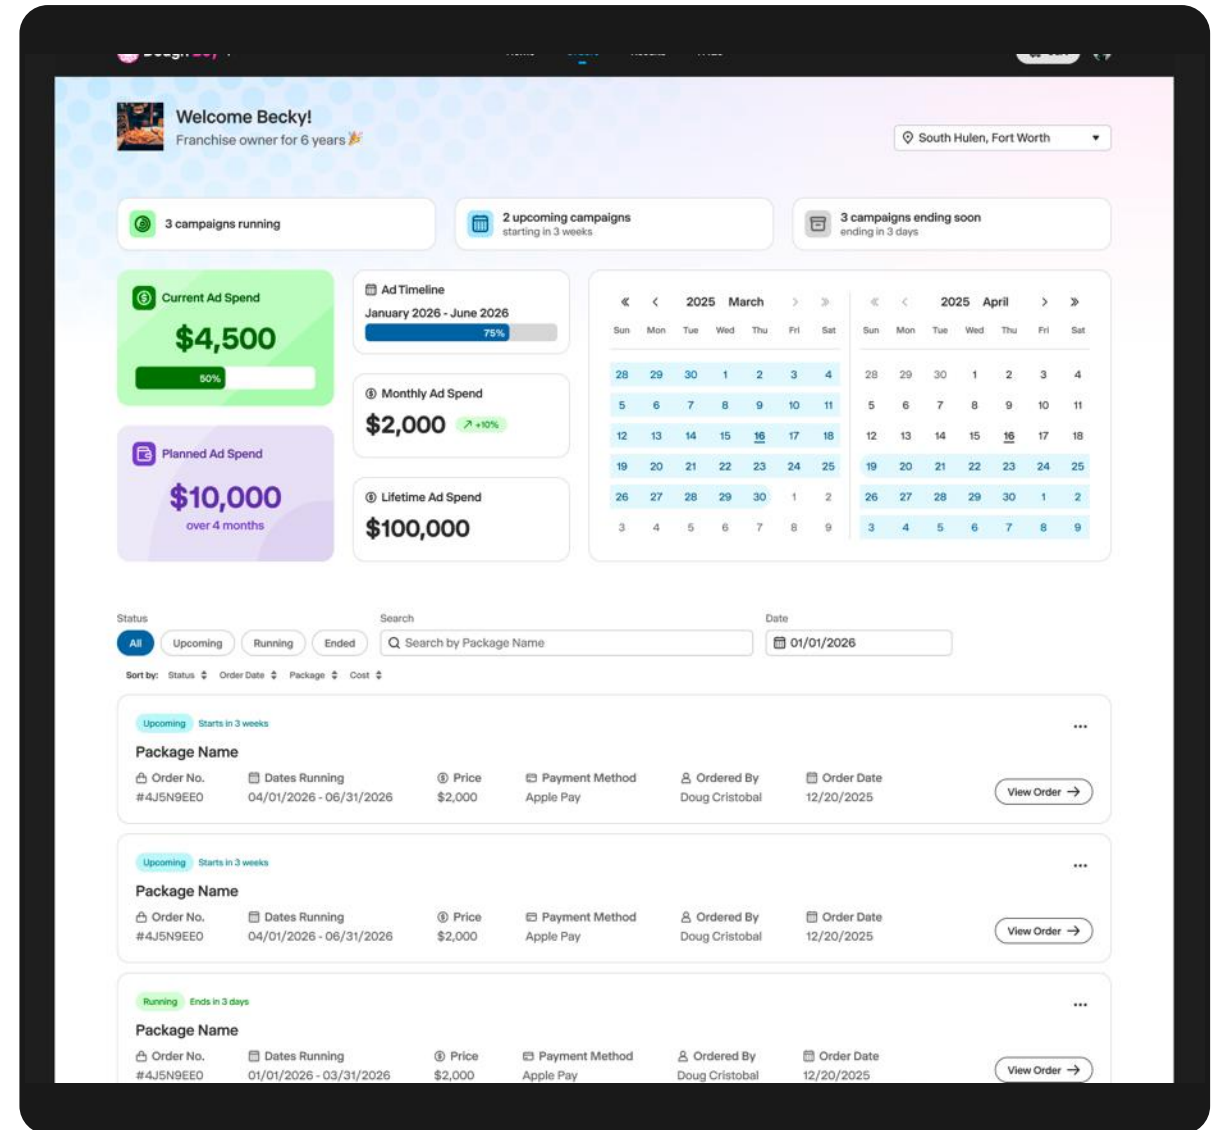 Welcome Becky!
Franchise owner for 6 years
South Hulen, Fort Worth
3 campaigns running
2 upcoming campaigns
starting in 3 weeks
3 campaigns ending soon
ending in 3 days
Current Ad Spend
$4,500
50%
Planned Ad Spend
$10,000
over 4 months
Ad Timeline
January 2026 - June 2026
75%
Monthly Ad Spend
$2,000 +10%
Lifetime Ad Spend
$100,000
2025 March
Sun Mon Tue Wed Thu Fri Sat
28 29 30 1 2 3 4
5 6 7 8 9 10 11
12 13 14 15 16 17 18
19 20 21 22 23 24 25
26 27 28 29 30 1 2
3 4 5 6 7 8 9
2025 April
Sun Mon Tue Wed Thu Fri Sat
28 29 30 1 2 3 4
5 6 7 8 9 10 11
12 13 14 15 16 17 18
19 20 21 22 23 24 25
26 27 28 29 30 1 2
3 4 5 6 7 8 9
Status
All Upcoming Running Ended
Search
Search by Package Name
Date
01/01/2026
Sort by: Status Order Date Package Cost
Upcoming Starts in 3 weeks
Package Name
Order No. Dates Running Price Payment Method Ordered By Order Date
#4J5N9EE0 04/01/2026 - 06/31/2026 $2,000 Apple Pay Doug Cristobal 12/20/2025
View Order
Upcoming Starts in 3 weeks
Package Name
Order No. Dates Running Price Payment Method Ordered By Order Date
#4J5N9EE0 04/01/2026 - 06/31/2026 $2,000 Apple Pay Doug Cristobal 12/20/2025
View Order
Running Ends in 3 days
Package Name
Order No. Dates Running Price Payment Method Ordered By Order Date
#4J5N9EE0 01/01/2026 - 03/31/2026 $2,000 Apple Pay Doug Cristobal 12/20/2025
View Order